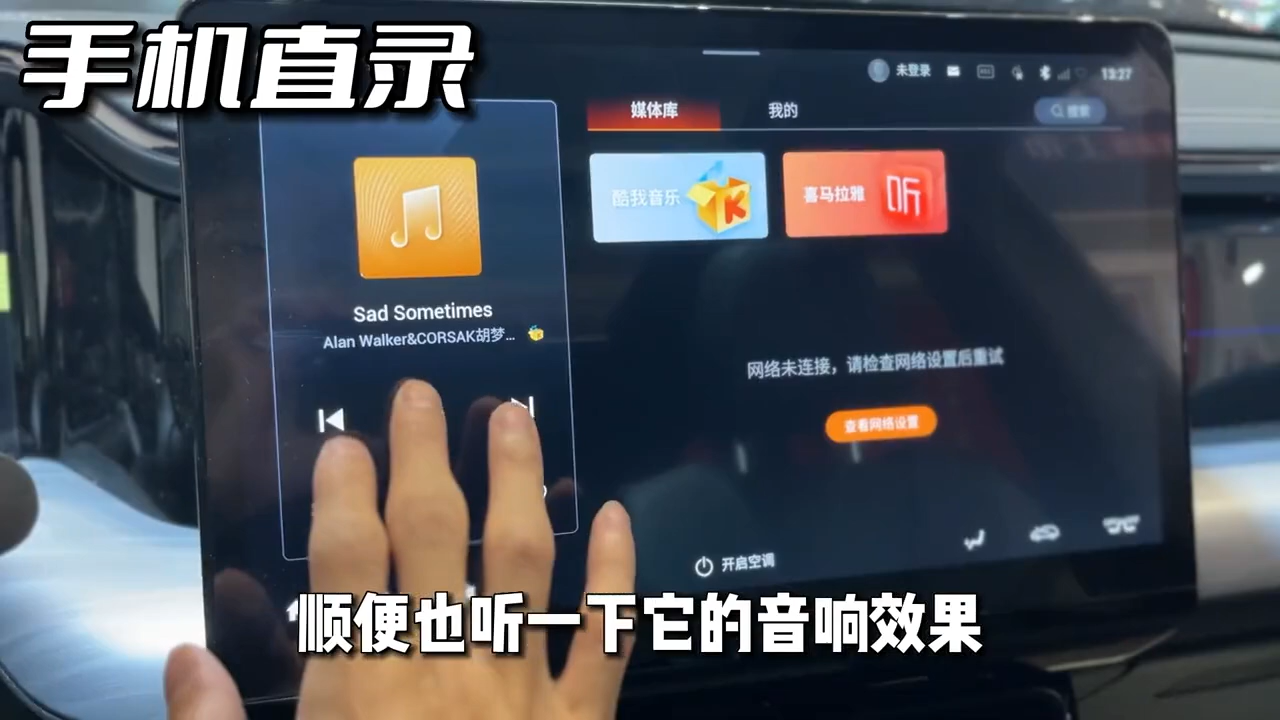 手机直录
未登录
13:27
媒体库
我的
搜索
酷我音乐
喜马拉雅
听
Sad Sometimes
Alan Walker&CORSAK胡梦...
网络未连接，请检查网络设置后重试
查看网络设置
开启空调
顺便也听一下它的音响效果